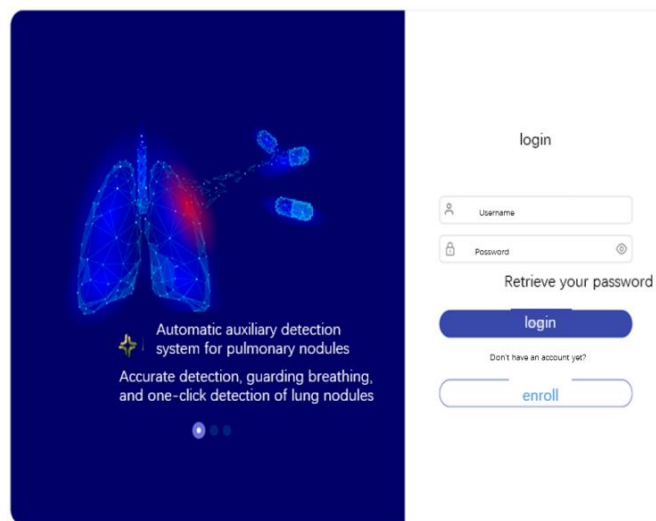 Automatic auxiliary detection
system for pulmonary nodules
Accurate detection, guarding breathing,
and one-click detection of lung nodules
login
Username
Possword
Retrieve your password
login
Don't have an account yet?
enroll